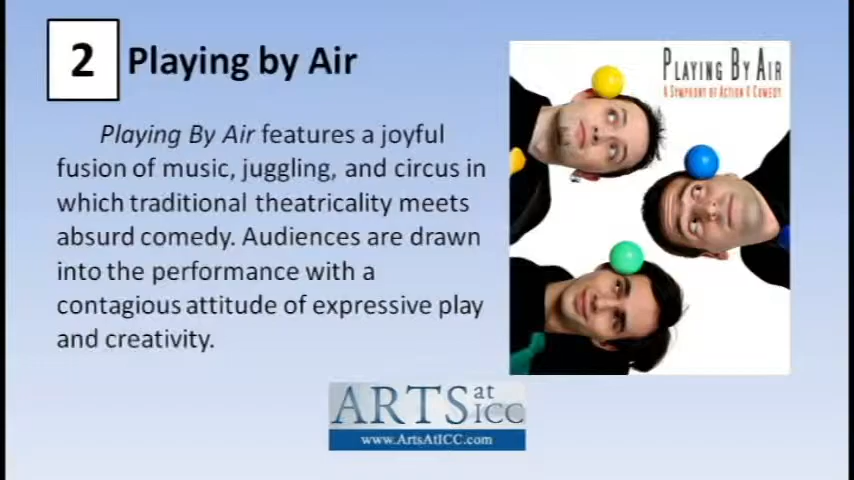 2 Playing by Air
Playing By Air features a joyful
fusion of music, juggling, and circus in
which traditional theatricality meets
absurd comedy. Audiences are drawn
into the performance with a
contagious attitude of expressive play
and creativity.
PLAYING BY AIR
A SYMPHONY OF ACTION & COMEDY
ARTS at ICC
www.ArtsAtICC.com